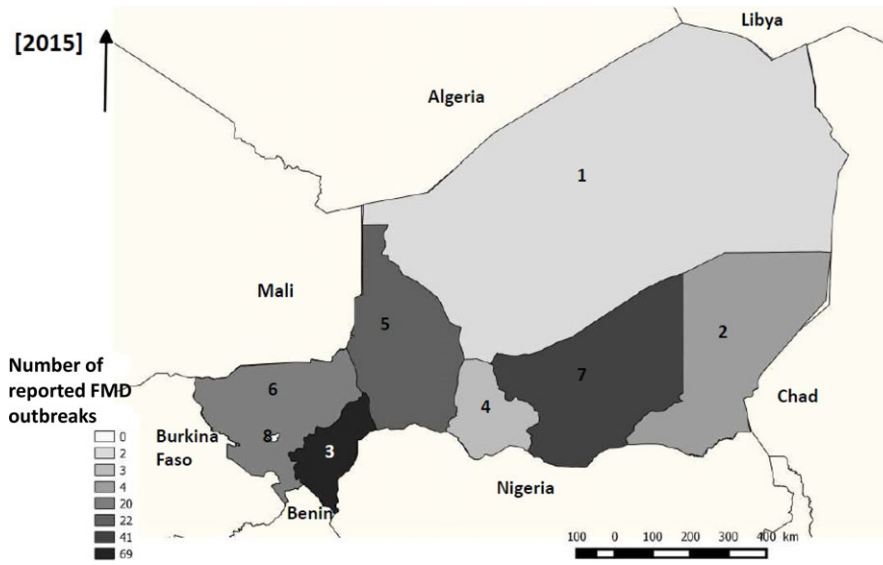 Libya
[2015]
Algeria
1
Mali
5
2
7
Number of
reported FMD
outbreaks
6
4
Chad
Burkina
Faso
8
3
Nigeria
Benin
0
2
3
4
20
22
41
69
100 0 100 200 300 400 km